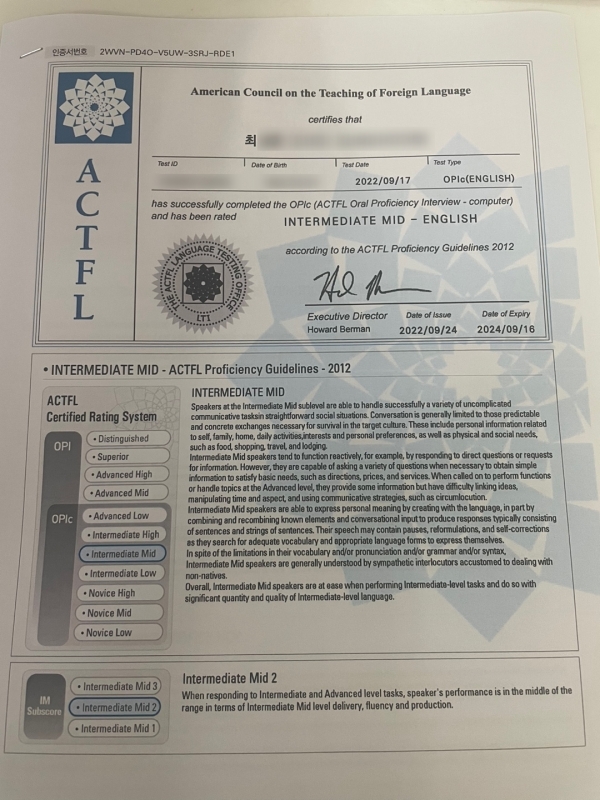 인증서번호 2WVN-PD4O-V5UW-3SRJ-RDE1
American Council on the Teaching of Foreign Language
certifies that
최
Test ID Date of Birth Test Date Test Type
2022/09/17 OPIc(ENGLISH)
has successfully completed the OPIc (ACTFL Oral Proficiency Interview - computer)
and has been rated INTERMEDIATE MID - ENGLISH
according to the ACTFL Proficiency Guidelines 2012
ACTFL
THE ACTFL LANGUAGE TESTING OFFICE
LTI
Executive Director Date of Issue Date of Expiry
Howard Berman 2022/09/24 2024/09/16
• INTERMEDIATE MID - ACTFL Proficiency Guidelines - 2012
ACTFL
Certified Rating System
OPI
• Distinguished
• Superior
• Advanced High
• Advanced Mid
OPIc
• Advanced Low
• Intermediate High
• Intermediate Mid
• Intermediate Low
• Novice High
• Novice Mid
• Novice Low
INTERMEDIATE MID
Speakers at the Intermediate Mid sublevel are able to handle successfully a variety of uncomplicated
communicative tasksin straightforward social situations. Conversation is generally limited to those predictable
and concrete exchanges necessary for survival in the target culture. These include personal information related
to self, family, home, daily activities,interests and personal preferences, as well as physical and social needs,
such as food, shopping, travel, and lodging.
Intermediate Mid speakers tend to function reactively, for example, by responding to direct questions or requests
for information. However, they are capable of asking a variety of questions when necessary to obtain simple
information to satisfy basic needs, such as directions, prices, and services. When called on to perform functions
or handle topics at the Advanced level, they provide some information but have difficulty linking ideas,
manipulating time and aspect, and using communicative strategies, such as circumlocution.
Intermediate Mid speakers are able to express personal meaning by creating with the language, in part by
combining and recombining known elements and conversational input to produce responses typically consisting
of sentences and strings of sentences. Their speech may contain pauses, reformulations, and self-corrections
as they search for adequate vocabulary and appropriate language forms to express themselves.
In spite of the limitations in their vocabulary and/or pronunciation and/or grammar and/or syntax,
Intermediate Mid speakers are generally understood by sympathetic interlocutors accustomed to dealing with
non-natives.
Overall, Intermediate Mid speakers are at ease when performing Intermediate-level tasks and do so with
significant quantity and quality of Intermediate-level language.
IM
Subscore
• Intermediate Mid 3
• Intermediate Mid 2
• Intermediate Mid 1
Intermediate Mid 2
When responding to Intermediate and Advanced level tasks, speaker's performance is in the middle of the
range in terms of Intermediate Mid level delivery, fluency and production.